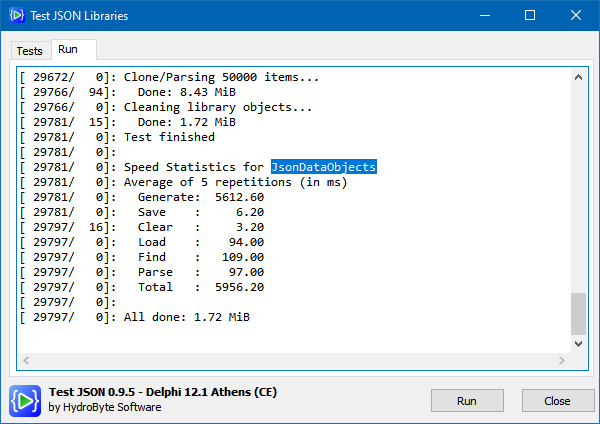 Test JSON Libraries
Tests Run
[ 29672/   0]: Clone/Parsing 50000 items...
[ 29766/  94]:   Done: 8.43 MiB
[ 29766/   0]: Cleaning library objects...
[ 29781/  15]:   Done: 1.72 MiB
[ 29781/   0]: Test finished
[ 29781/   0]:
[ 29781/   0]: Speed Statistics for JsonDataObjects
[ 29781/   0]: Average of 5 repetitions (in ms)
[ 29781/   0]:   Generate:  5612.60
[ 29781/   0]:   Save    :     6.20
[ 29797/  16]:   Clear   :     3.20
[ 29797/   0]:   Load    :    94.00
[ 29797/   0]:   Find    :   109.00
[ 29797/   0]:   Parse   :    97.00
[ 29797/   0]:   Total   :  5956.20
[ 29797/   0]:
[ 29797/   0]: All done: 1.72 MiB
Test JSON 0.9.5 - Delphi 12.1 Athens (CE)
by HydroByte Software
Run Close